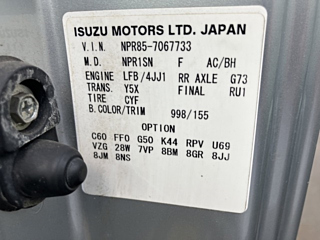 ISUZU MOTORS LTD. JAPAN
V.I.N. NPR85-7067733
M.D. NPR1SN F AC/BH
ENGINE LFB/4JJ1 RR AXLE G73
TRANS. Y5X FINAL RU1
TIRE CYF
B.COLOR/TRIM 998/155
OPTION
C60 FF0 G50 K44 RPV U69
VZG 28W 7VP 8BM 8GR 8JJ
8JM 8NS